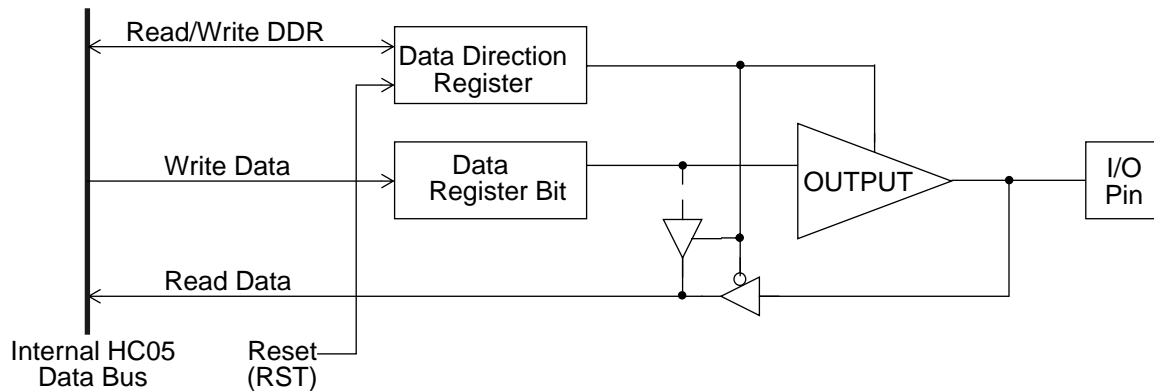 Read/Write DDR
Data Direction
Register
Write Data
Data
Register Bit
OUTPUT
I/O
Pin
Read Data
Internal HC05
Data Bus
Reset
(RST)